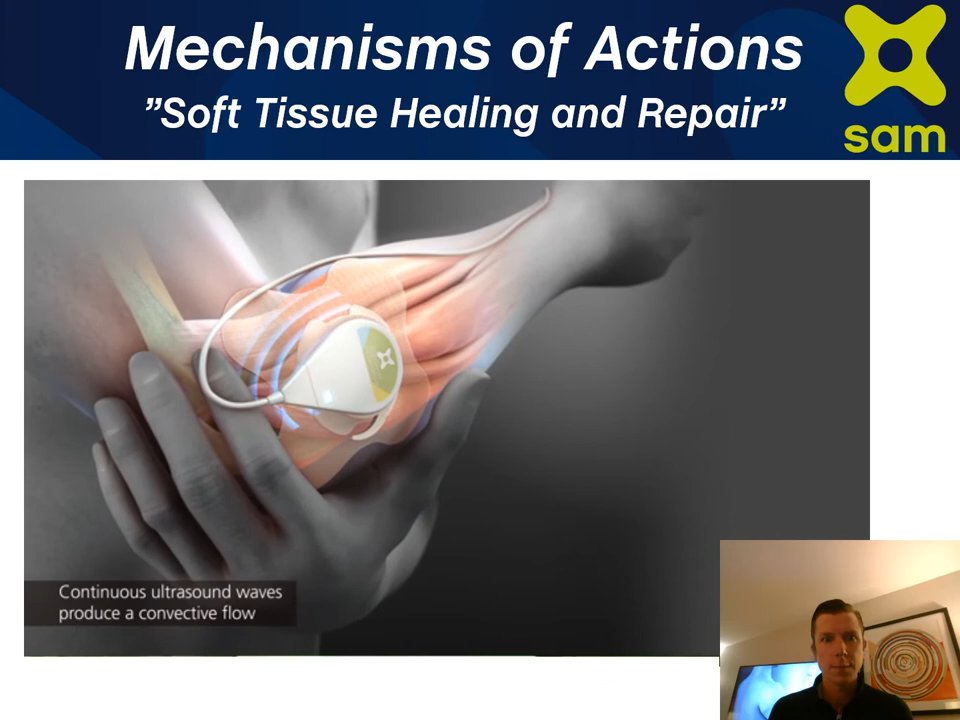 Mechanisms of Actions
”Soft Tissue Healing and Repair”
sam
Continuous ultrasound waves
produce a convective flow